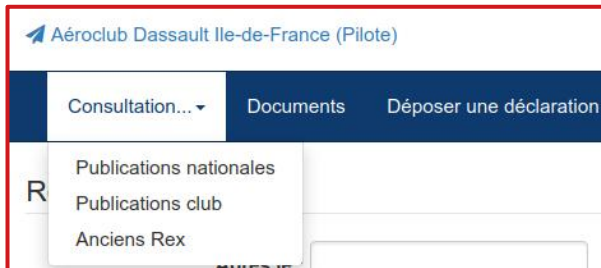 Aéroclub Dassault Ile-de-France (Pilote)
Consultation... Documents Déposer une déclaration
Publications nationales
Publications club
Anciens Rex